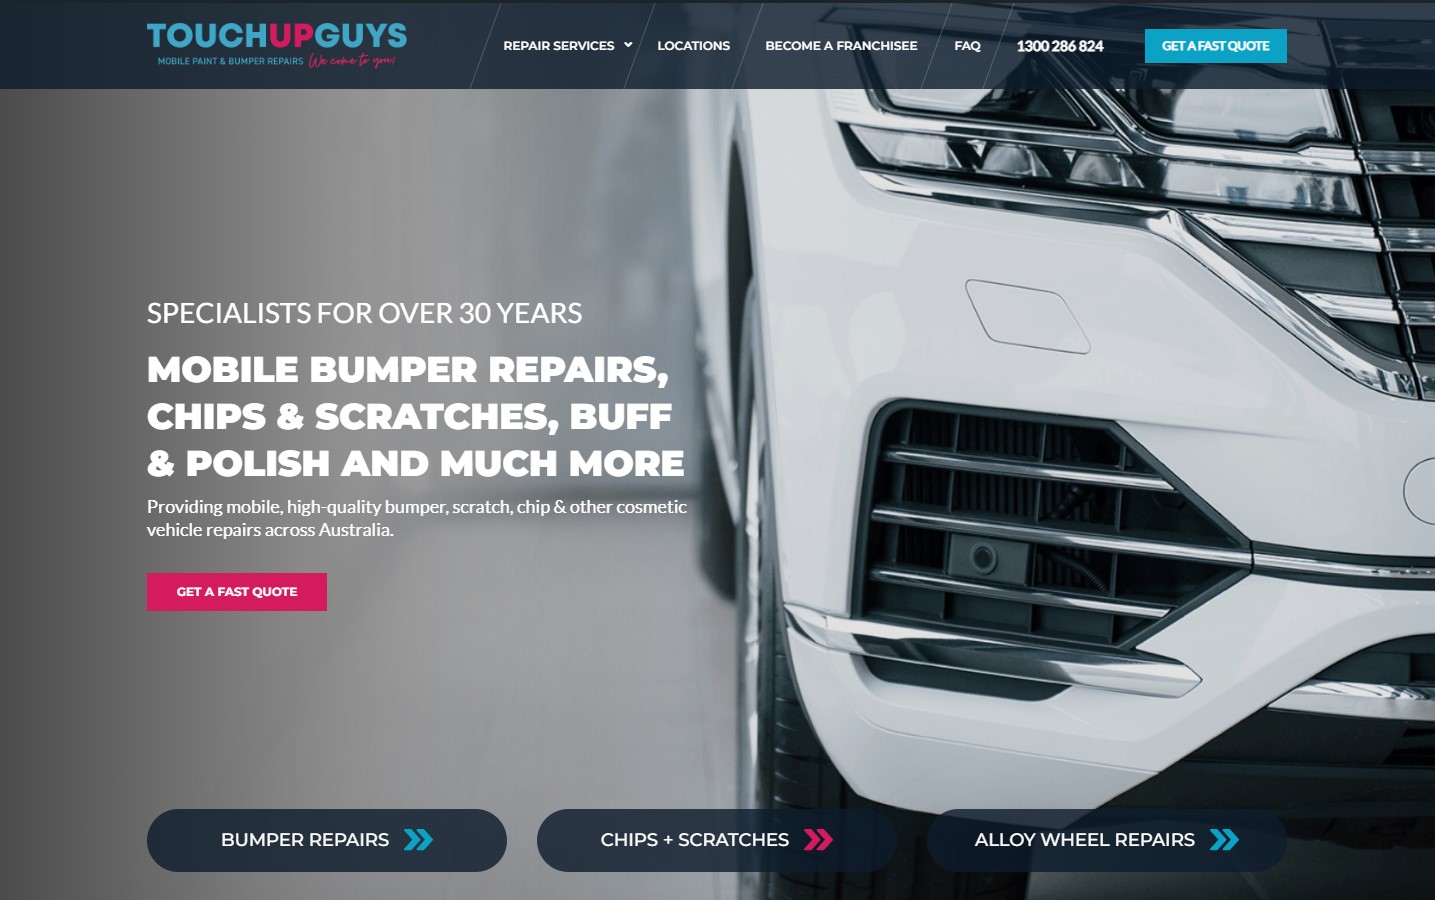 TOUCHUPGUYS
MOBILE PAINT & BUMPER REPAIRS We come to you!
REPAIR SERVICES
LOCATIONS
BECOME A FRANCHISEE
FAQ
1300 286 824
GET A FAST QUOTE
SPECIALISTS FOR OVER 30 YEARS
MOBILE BUMPER REPAIRS,
CHIPS & SCRATCHES, BUFF
& POLISH AND MUCH MORE
Providing mobile, high-quality bumper, scratch, chip & other cosmetic
vehicle repairs across Australia.
GET A FAST QUOTE
BUMPER REPAIRS
CHIPS + SCRATCHES
ALLOY WHEEL REPAIRS